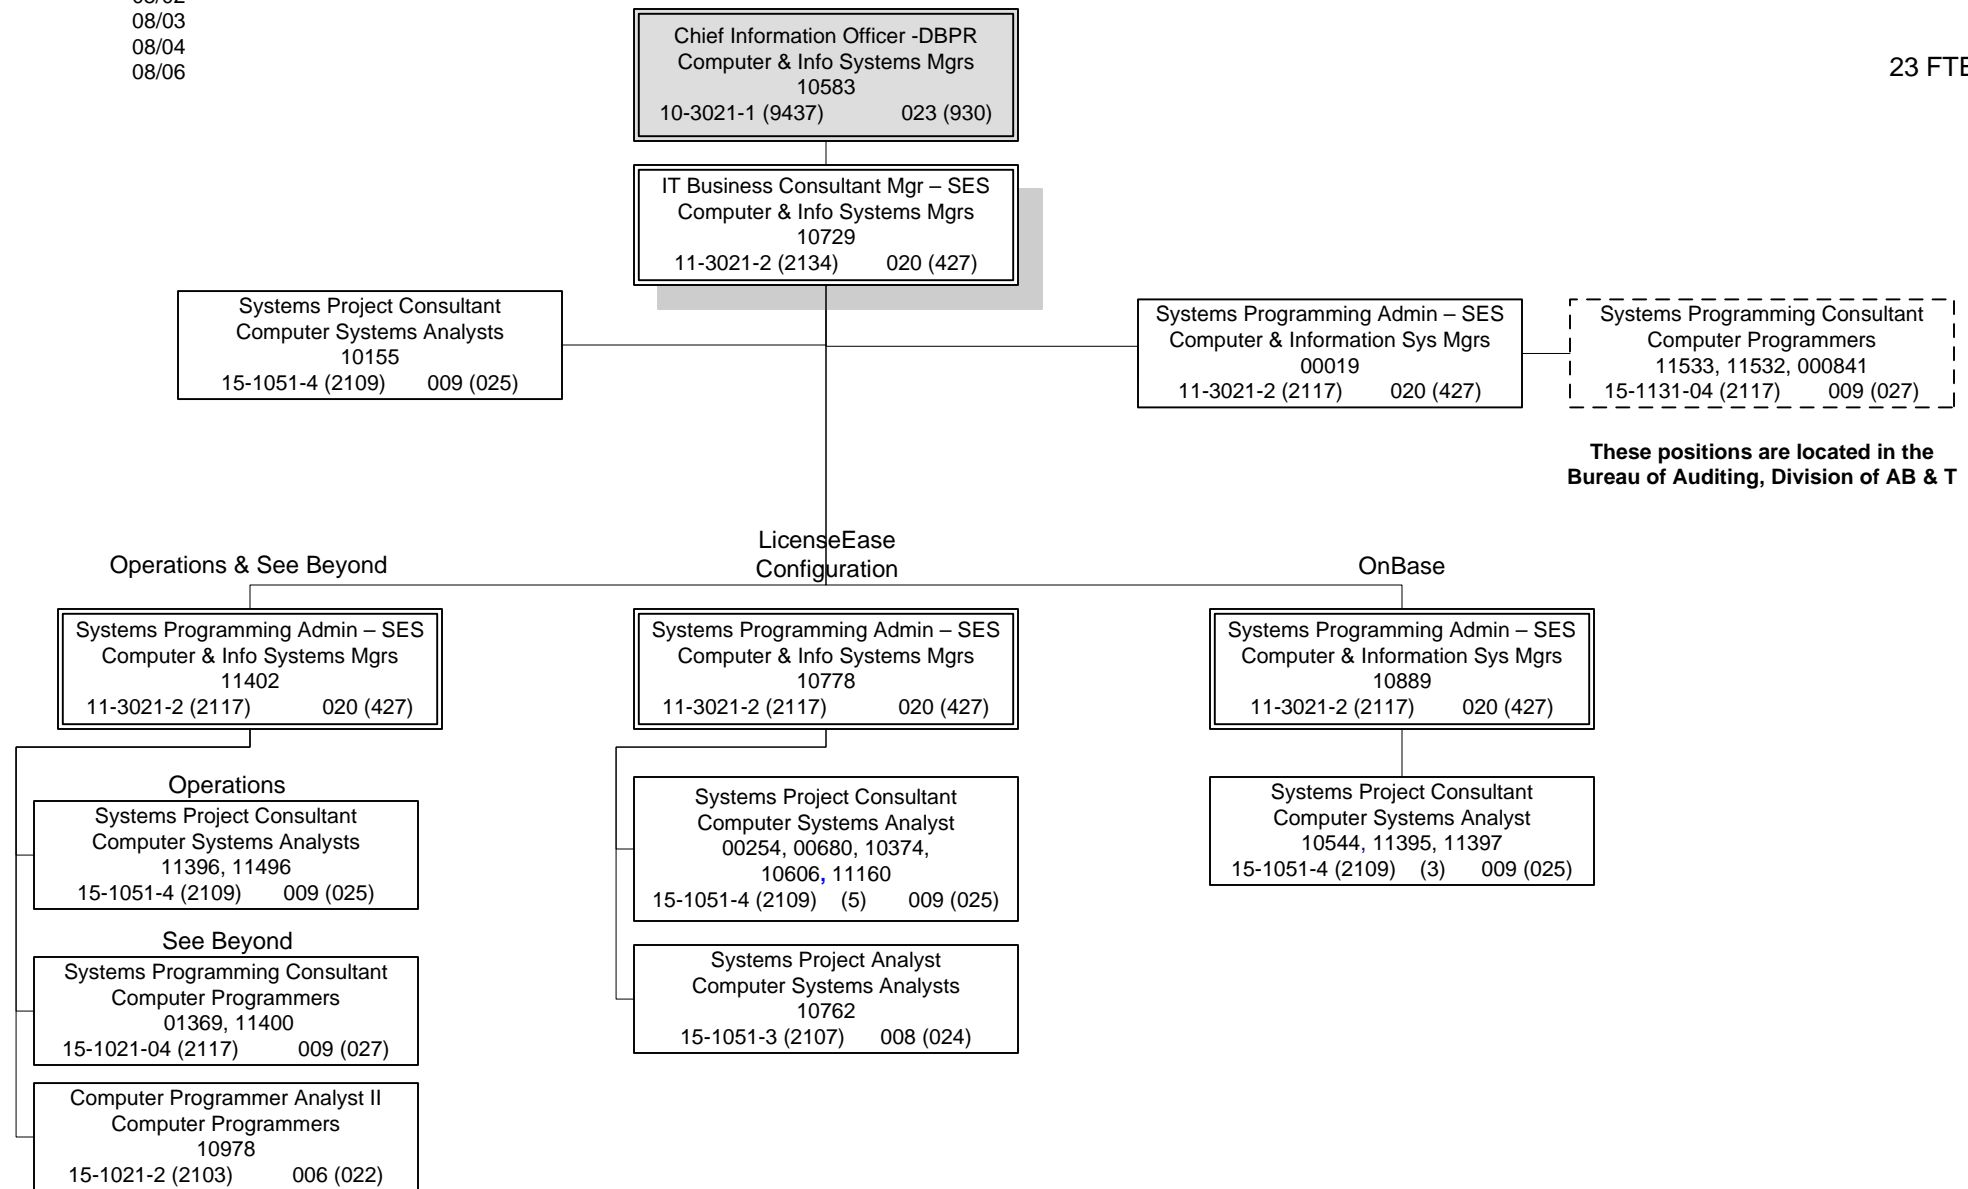 08/03
08/04
08/06
23 FTE
Chief Information Officer -DBPR
Computer & Info Systems Mgrs
10583
10-3021-1 (9437) 023 (930)
IT Business Consultant Mgr – SES
Computer & Info Systems Mgrs
10729
11-3021-2 (2134) 020 (427)
Systems Project Consultant
Computer Systems Analysts
10155
15-1051-4 (2109) 009 (025)
Systems Programming Admin – SES
Computer & Information Sys Mgrs
00019
11-3021-2 (2117) 020 (427)
Systems Programming Consultant
Computer Programmers
11533, 11532, 000841
15-1131-04 (2117) 009 (027)
These positions are located in the
Bureau of Auditing, Division of AB & T
Operations & See Beyond
LicenseEase
Configuration
OnBase
Systems Programming Admin – SES
Computer & Info Systems Mgrs
11402
11-3021-2 (2117) 020 (427)
Systems Programming Admin – SES
Computer & Info Systems Mgrs
10778
11-3021-2 (2117) 020 (427)
Systems Programming Admin – SES
Computer & Information Sys Mgrs
10889
11-3021-2 (2117) 020 (427)
Operations
Systems Project Consultant
Computer Systems Analysts
11396, 11496
15-1051-4 (2109) 009 (025)
See Beyond
Systems Programming Consultant
Computer Programmers
01369, 11400
15-1021-04 (2117) 009 (027)
Computer Programmer Analyst II
Computer Programmers
10978
15-1021-2 (2103) 006 (022)
Systems Project Consultant
Computer Systems Analyst
00254, 00680, 10374,
10606, 11160
15-1051-4 (2109) (5) 009 (025)
Systems Project Analyst
Computer Systems Analysts
10762
15-1051-3 (2107) 008 (024)
Systems Project Consultant
Computer Systems Analyst
10544, 11395, 11397
15-1051-4 (2109) (3) 009 (025)